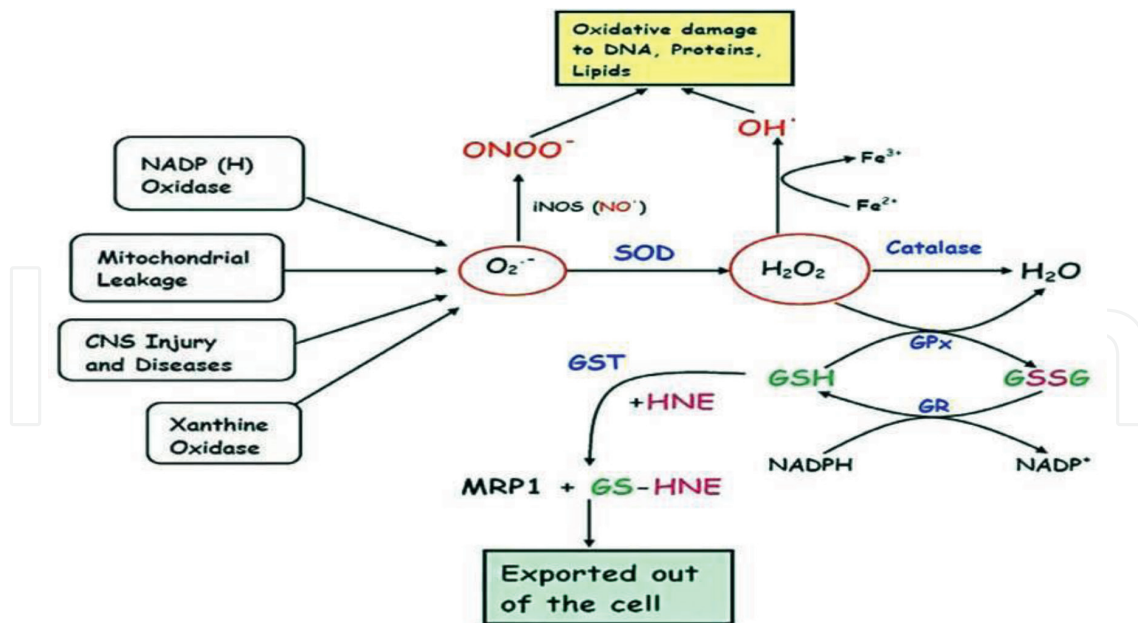 Oxidative damage
to DNA, Proteins,
Lipids
ONOO⁻
OH˙
NADP (H)
Oxidase
Fe³⁺
iNOS (NO˙)
Fe²⁺
Mitochondrial
Leakage
O₂˙⁻
SOD
H₂O₂
Catalase
H₂O
CNS Injury
and Diseases
GPx
GST
GSH
GSSG
+HNE
GR
Xanthine
Oxidase
NADPH
NADP⁺
MRP1 + GS-HNE
Exported out
of the cell